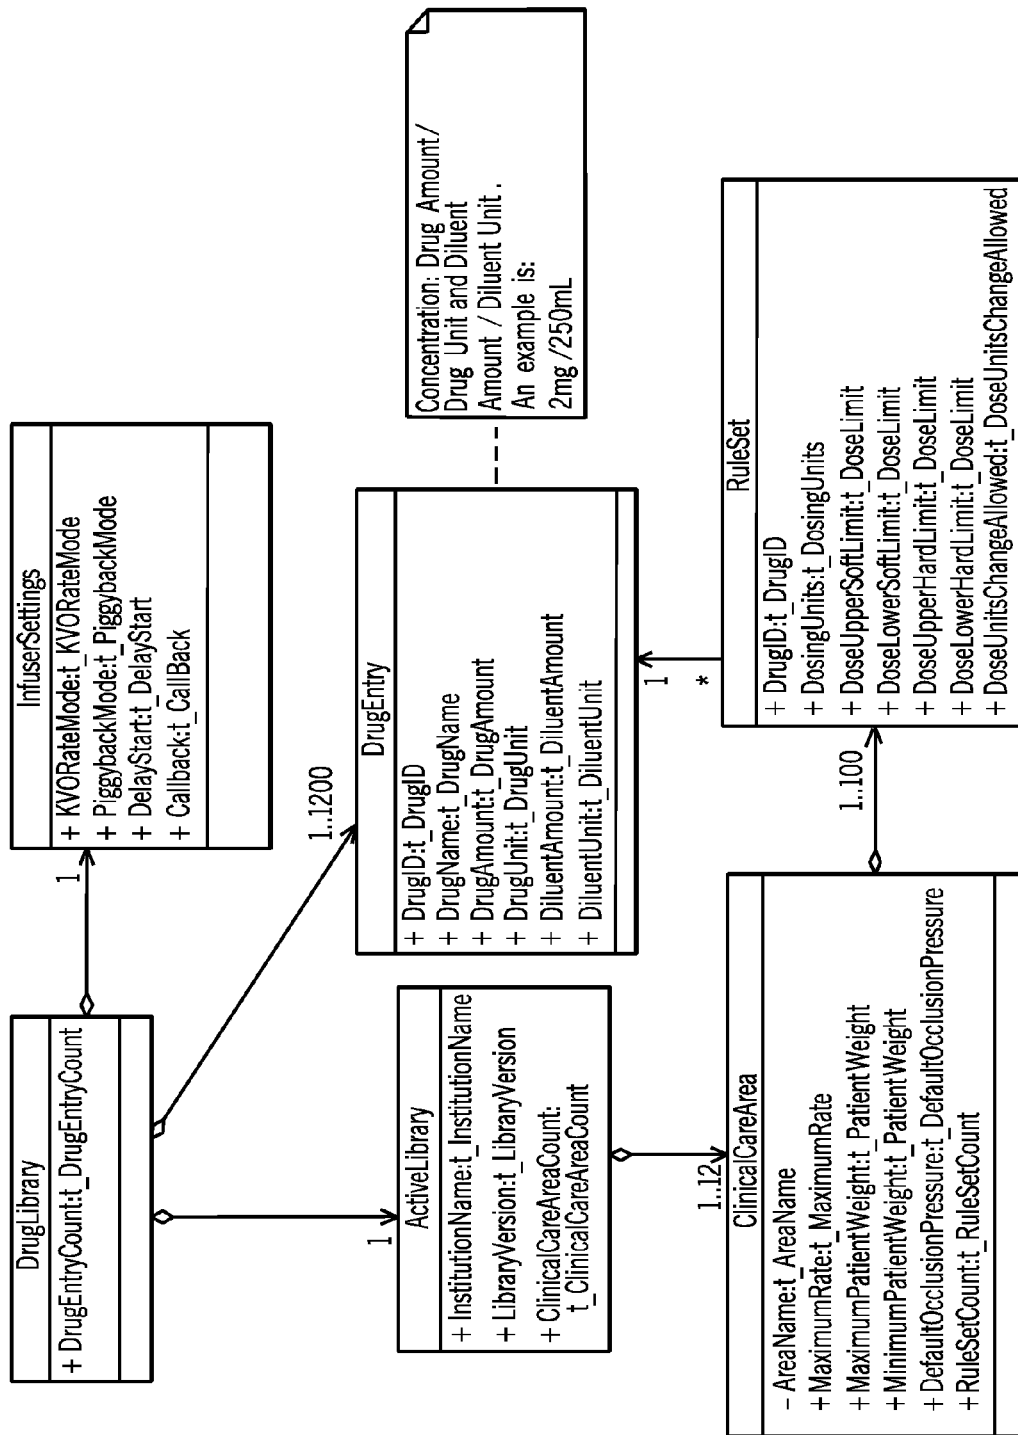 DrugLibrary
+ DrugEntryCount:t_DrugEntryCount
1
InfuserSettings
+ KVORateMode:t_KVORateMode
+ PiggybackMode:t_PiggybackMode
+ DelayStart:t_DelayStart
+ Callback:t_CallBack
1..1200
1
ActiveLibrary
+ InstitutionName:t_InstitutionName
+ LibraryVersion:t_LibraryVersion
+ ClinicalCareAreaCount:
t_ClinicalCareAreaCount
DrugEntry
+ DrugID:t_DrugID
+ DrugName:t_DrugName
+ DrugAmount:t_DrugAmount
+ DrugUnit:t_DrugUnit
+ DiluentAmount:t_DiluentAmount
+ DiluentUnit:t_DiluentUnit
Concentration: Drug Amount/
Drug Unit and Diluent
Amount / Diluent Unit .
An example is:
2mg /250mL
1..12
1
*
ClinicalCareArea
- AreaName:t_AreaName
+ MaximumRate:t_MaximumRate
+ MaximumPatientWeight:t_PatientWeight
+ MinimumPatientWeight:t_PatientWeight
+ DefaultOcclusionPressure:t_DefaultOcclusionPressure
+ RuleSetCount:t_RuleSetCount
1..100
RuleSet
+ DrugID:t_DrugID
+ DosingUnits:t_DosingUnits
+ DoseUpperSoftLimit:t_DoseLimit
+ DoseLowerSoftLimit:t_DoseLimit
+ DoseUpperHardLimit:t_DoseLimit
+ DoseLowerHardLimit:t_DoseLimit
+ DoseUnitsChangeAllowed:t_DoseUnitsChangeAllowed